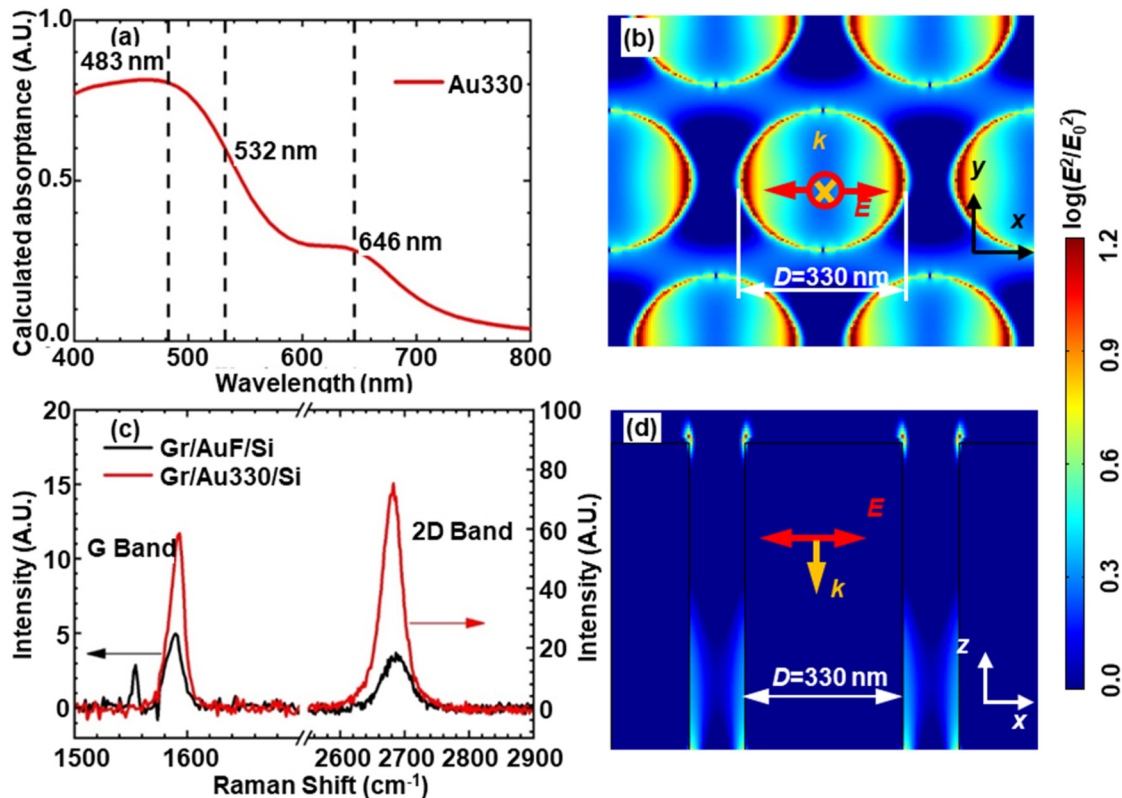 (a)
1.0
0.5
0.0
Calculated absorptance (A.U.)
483 nm
532 nm
646 nm
Au330
400
500
600
700
800
Wavelength (nm)
(b)
k
E
D=330 nm
y
x
log(E²/E₀²)
1.2
0.9
0.6
0.3
0.0
(c)
20
15
10
5
0
Intensity (A.U.)
Gr/AuF/Si
Gr/Au330/Si
G Band
2D Band
100
80
60
40
20
0
Intensity (A.U.)
1500
1600
2600
2700
2800
2900
Raman Shift (cm⁻¹)
(d)
E
k
D=330 nm
z
x